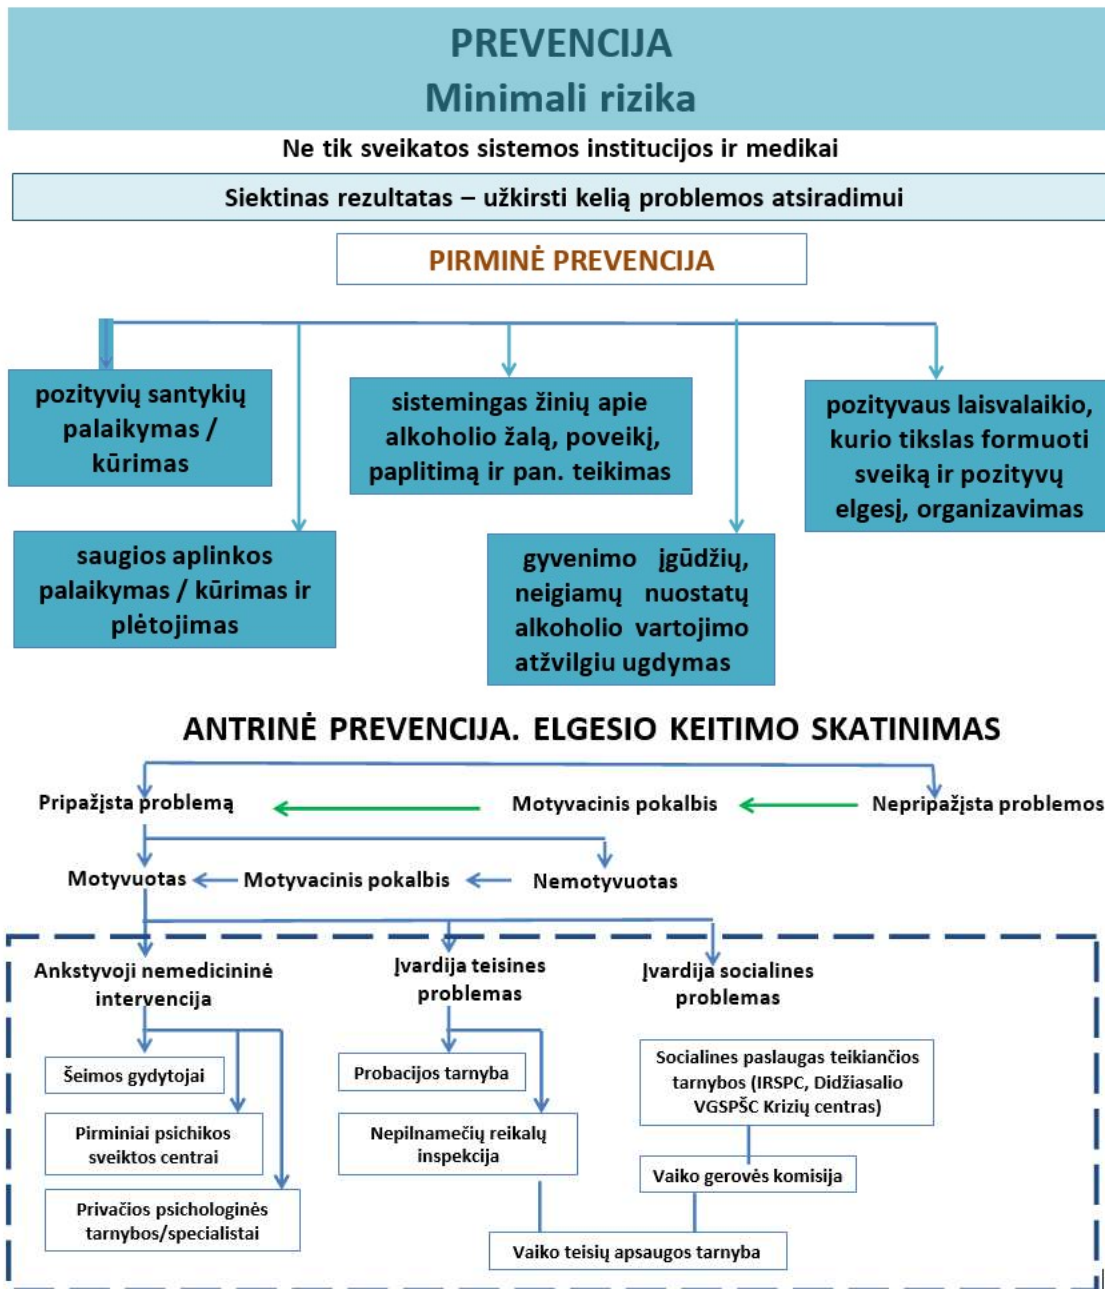 PREVENCIJA
Minimali rizika
Ne tik sveikatos sistemos institucijos ir medikai
Siektinas rezultatas – užkirsti kelią problemos atsiradimui
PIRMINĖ PREVENCIJA
pozityvių santykių
palaikymas /
kūrimas
sistemingas žinių apie
alkoholio žalą, poveikį,
paplitimą ir pan. teikimas
pozityvaus laisvalaikio,
kurio tikslas formuoti
sveiką ir pozityvų
elgesį, organizavimas
saugios aplinkos
palaikymas / kūrimas ir
plėtojimas
gyvenimo įgūdžių,
neigiamų nuostatų
alkoholio vartojimo
atžvilgiu ugdymas
ANTRINĖ PREVENCIJA. ELGESIO KEITIMO SKATINIMAS
Pripažįsta problemą
Motyvacinis pokalbis
Nepripažįsta problemos
Motyvuotas
Motyvacinis pokalbis
Nemotyvuotas
Ankstyvoji nemedicininė
intervencija
Įvardija teisines
problemas
Įvardija socialines
problemas
Šeimos gydytojai
Pirminiai psichikos
sveiktos centrai
Privačios psichologinės
tarnybos/specialistai
Probacijos tarnyba
Nepilnamečių reikalų
inspekcija
Socialines paslaugas teikiančios
tarnybos (IRSPC, Didžiasalio
VGSPŠC Krizių centras)
Vaiko gerovės komisija
Vaiko teisių apsaugos tarnyba